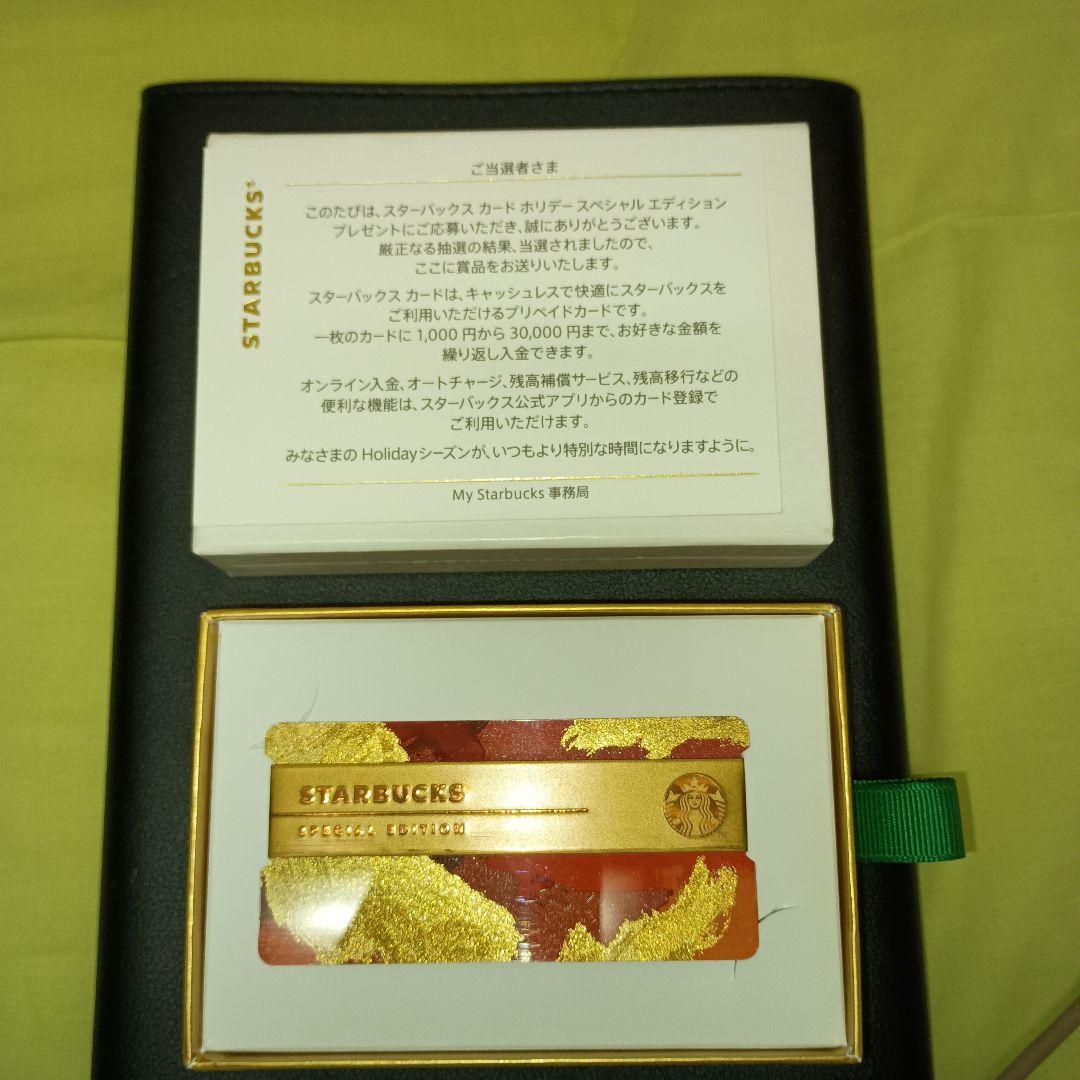 STARBUCKS®
ご当選者さま
このたびは、スターバックス カード ホリデー スペシャル エディション
プレゼントにご応募いただき、誠にありがとうございます。
厳正なる抽選の結果、当選されましたので、
ここに賞品をお送りいたします。
スターバックス カードは、キャッシュレスで快適にスターバックスを
ご利用いただけるプリペイドカードです。
一枚のカードに 1,000 円から 30,000 円まで、お好きな金額を
繰り返し入金できます。
オンライン入金、オートチャージ、残高補償サービス、残高移行などの
便利な機能は、スターバックス公式アプリからのカード登録で
ご利用いただけます。
みなさまの Holidayシーズンが、いつもより特別な時間になりますように。
My Starbucks 事務局
STARBUCKS
SPECIAL EDITION